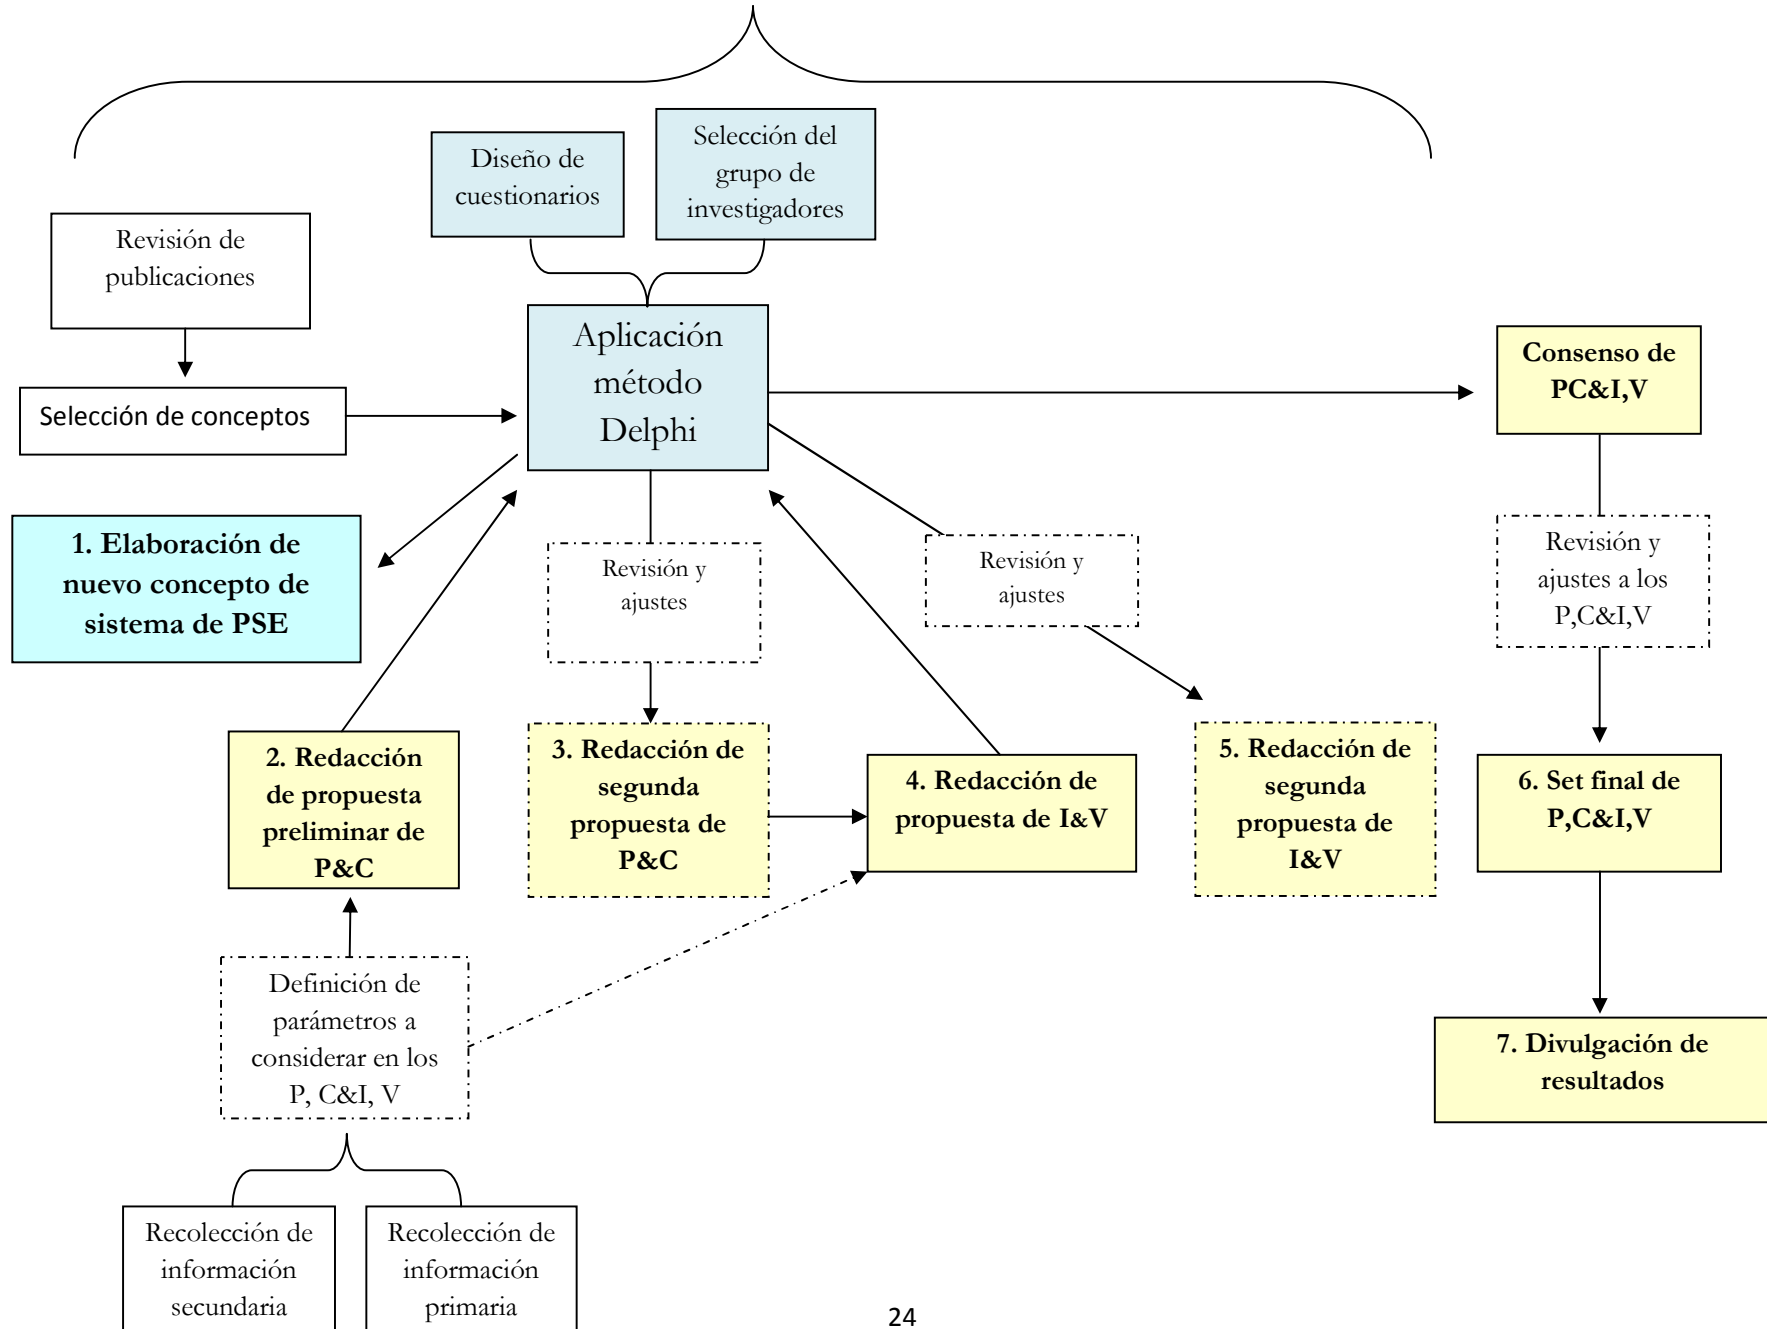 Diseño de
cuestionarios
Selección del
grupo de
investigadores
Revisión de
publicaciones
Selección de conceptos
Aplicación
método
Delphi
Consenso de
PC&I,V
1. Elaboración de
nuevo concepto de
sistema de PSE
Revisión y
ajustes
Revisión y
ajustes
Revisión y
ajustes a los
P,C&I,V
2. Redacción
de propuesta
preliminar de
P&C
3. Redacción de
segunda
propuesta de
P&C
4. Redacción de
propuesta de I&V
5. Redacción de
segunda
propuesta de
I&V
6. Set final de
P,C&I,V
Definición de
parámetros a
considerar en los
P, C&I, V
7. Divulgación de
resultados
Recolección de
información
secundaria
Recolección de
información
primaria
24